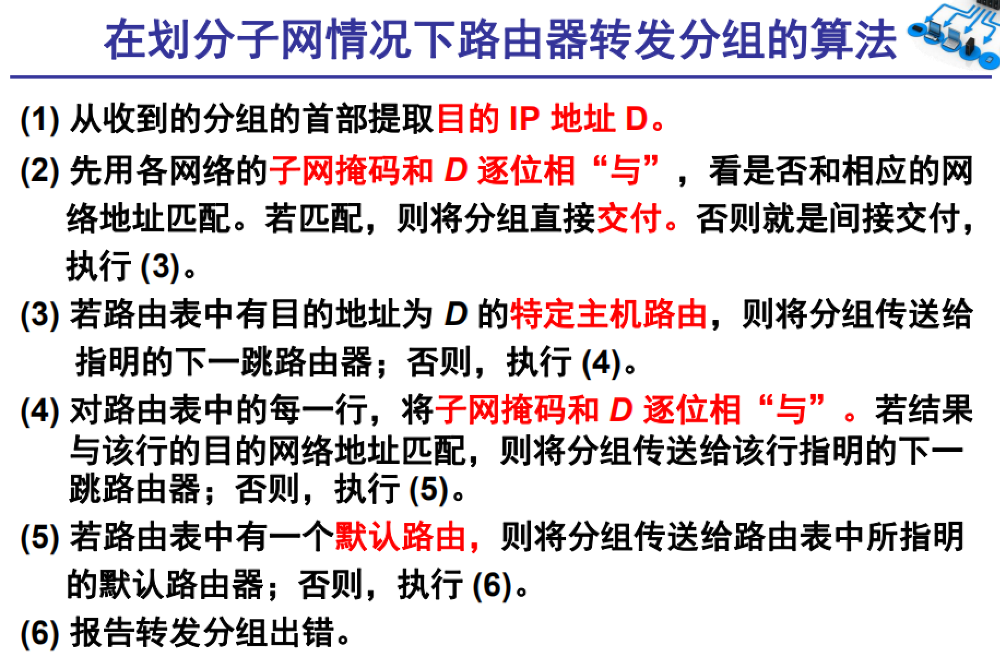 在划分子网情况下路由器转发分组的算法
(1) 从收到的分组的首部提取目的 IP 地址 D。
(2) 先用各网络的子网掩码和 D 逐位相“与”，看是否和相应的网
络地址匹配。若匹配，则将分组直接交付。否则就是间接交付，
执行 (3)。
(3) 若路由表中有目的地址为 D 的特定主机路由，则将分组传送给
指明的下一跳路由器；否则，执行 (4)。
(4) 对路由表中的每一行，将子网掩码和 D 逐位相“与”。若结果
与该行的目的网络地址匹配，则将分组传送给该行指明的下一
跳路由器；否则，执行 (5)。
(5) 若路由表中有一个默认路由，则将分组传送给路由表中所指明
的默认路由器；否则，执行 (6)。
(6) 报告转发分组出错。